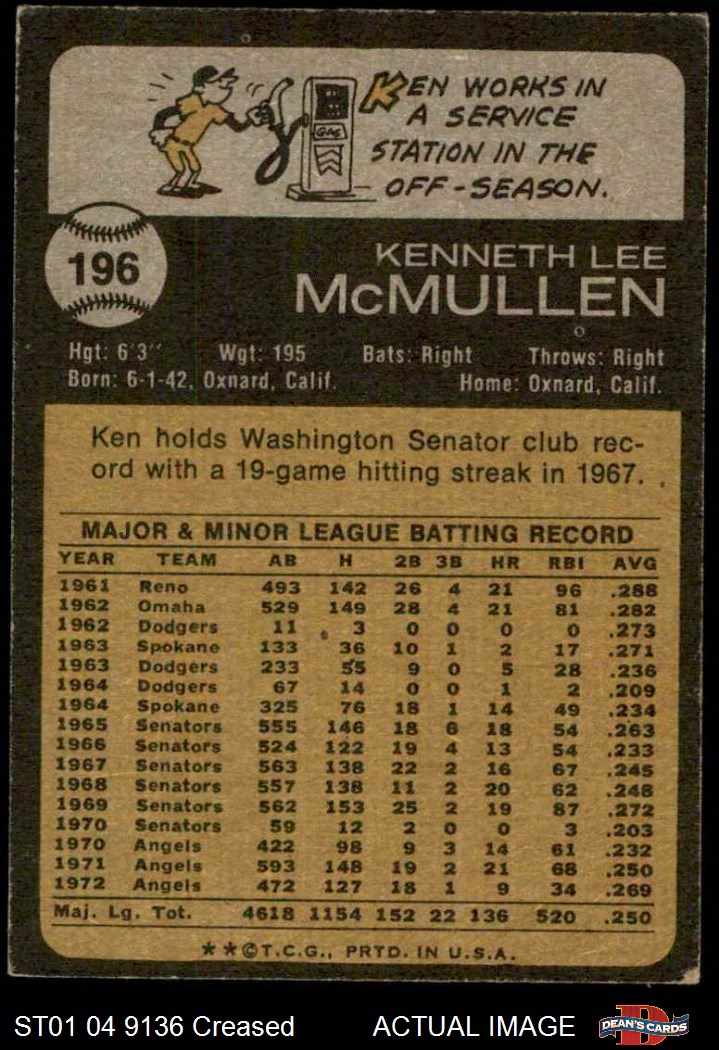 KEN WORKS IN
A SERVICE
STATION IN THE
OFF-SEASON.
GAS
196
KENNETH LEE
McMULLEN
Hgt: 6'3" Wgt: 195 Bats: Right Throws: Right
Born: 6-1-42, Oxnard, Calif. Home: Oxnard, Calif.
Ken holds Washington Senator club rec-
ord with a 19-game hitting streak in 1967.
MAJOR & MINOR LEAGUE BATTING RECORD
YEAR TEAM AB H 2B 3B HR RBI AVG
1961 Reno 493 142 26 4 21 96 .288
1962 Omaha 529 149 28 4 21 81 .282
1962 Dodgers 11 3 0 0 0 0 .273
1963 Spokane 133 36 10 1 2 17 .271
1963 Dodgers 233 55 9 0 5 28 .236
1964 Dodgers 67 14 0 0 1 2 .209
1964 Spokane 325 76 18 1 14 49 .234
1965 Senators 555 146 18 6 18 54 .263
1966 Senators 524 122 19 4 13 54 .233
1967 Senators 563 138 22 2 16 67 .245
1968 Senators 557 138 11 2 20 62 .248
1969 Senators 562 153 25 2 19 87 .272
1970 Senators 59 12 2 0 0 3 .203
1970 Angels 422 98 9 3 14 61 .232
1971 Angels 593 148 19 2 21 68 .250
1972 Angels 472 127 18 1 9 34 .269
Maj. Lg. Tot. 4618 1154 152 22 136 520 .250
**©T.C.G., PRTD. IN U.S.A.
ST01 04 9136 Creased ACTUAL IMAGE DEAN'S CARDS